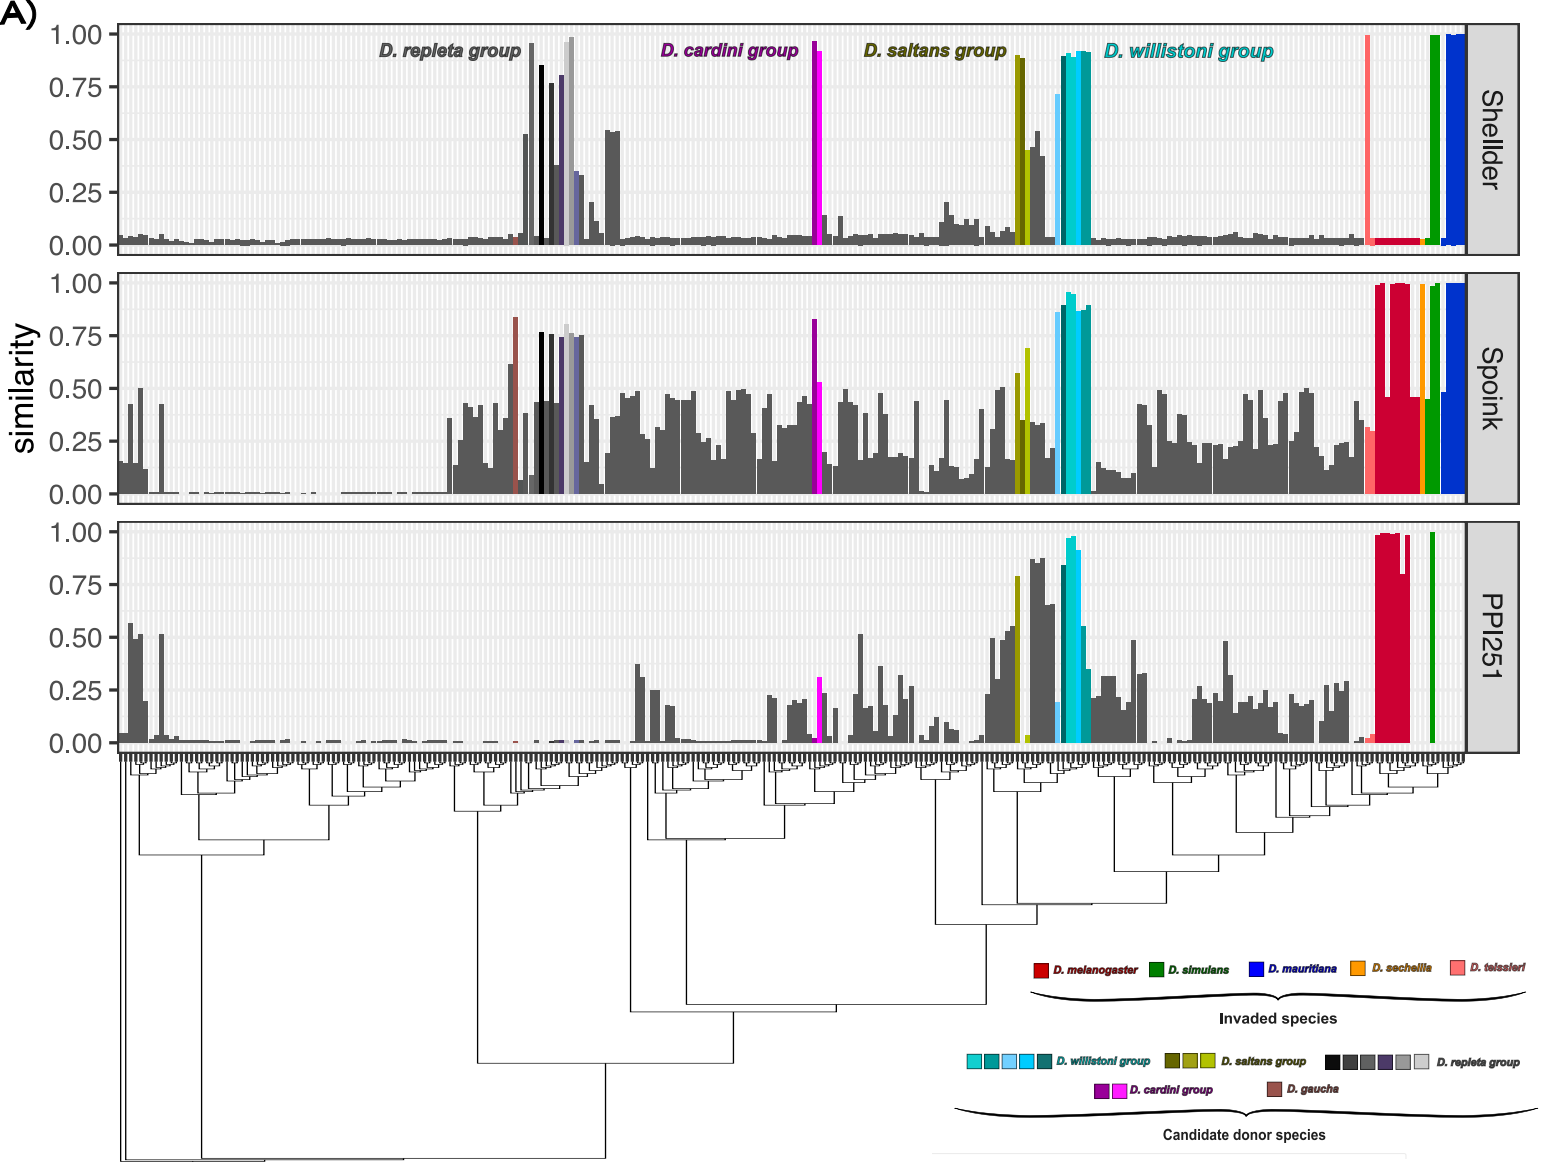 A)
1.00
0.75
0.50
0.25
0.00
D. repleta group
D. cardini group
D. saltans group
D. willistoni group
Shellder
1.00
0.75
0.50
0.25
0.00
similarity
Spoink
1.00
0.75
0.50
0.25
0.00
PPI251
D. melanogaster
D. simulans
D. mauritiana
D. sechellia
D. teissieri
Invaded species
D. willistoni group
D. saltans group
D. repleta group
D. cardini group
D. gaucha
Candidate donor species